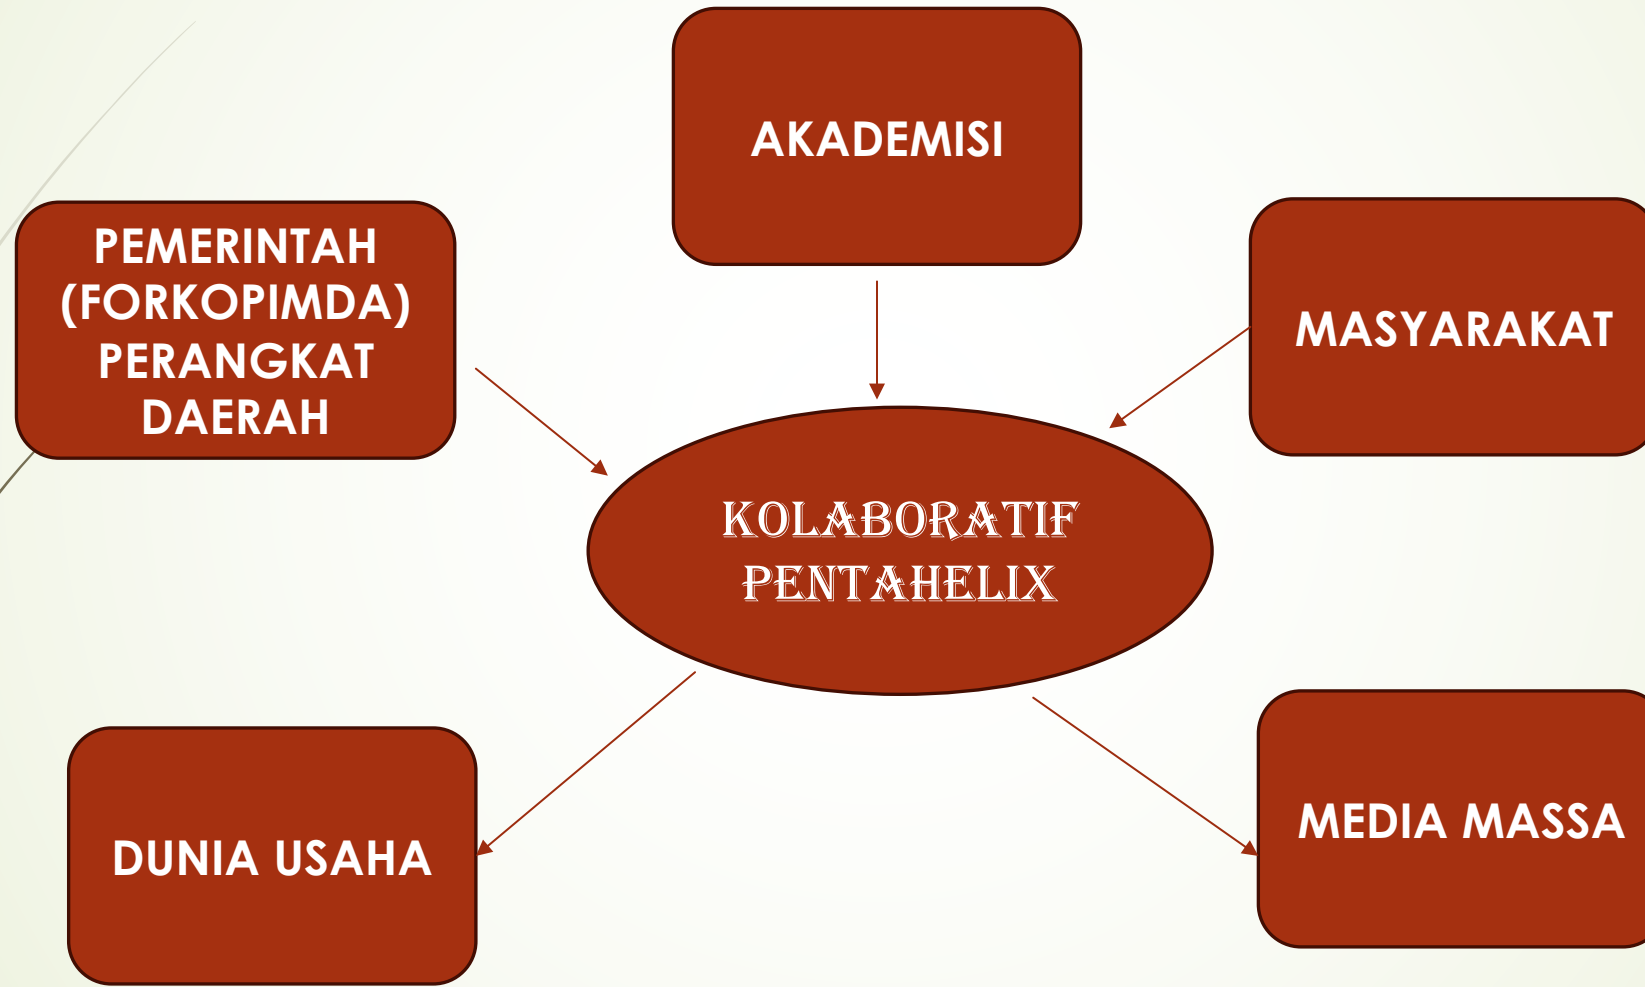 AKADEMISI
PEMERINTAH
(FORKOPIMDA)
PERANGKAT
DAERAH
MASYARAKAT
KOLABORATIF
PENTAHELIX
DUNIA USAHA
MEDIA MASSA